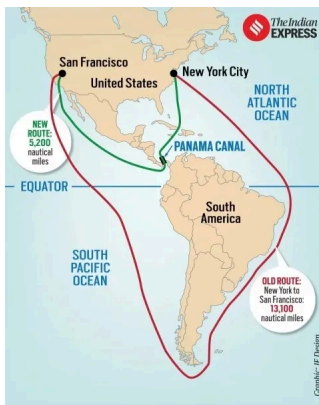 The Indian
EXPRESS
San Francisco
New York City
United States
NORTH
ATLANTIC
OCEAN
NEW
ROUTE:
5,200
nautical
miles
PANAMA CANAL
EQUATOR
South
America
SOUTH
PACIFIC
OCEAN
OLD ROUTE:
New York to
San Francisco:
13,100
nautical miles
Graphic: IE Design